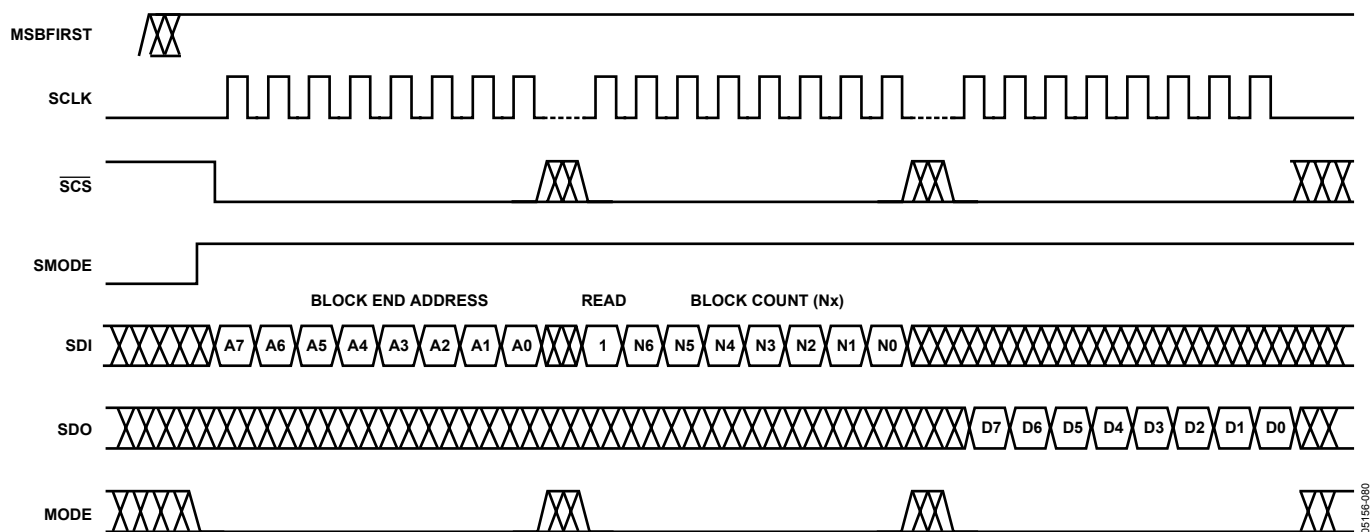 MSBFIRST
SCLK
SCS
SMODE
BLOCK END ADDRESS READ BLOCK COUNT (Nx)
SDI A7 A6 A5 A4 A3 A2 A1 A0 1 N6 N5 N4 N3 N2 N1 N0
SDO D7 D6 D5 D4 D3 D2 D1 D0
MODE
05156-080